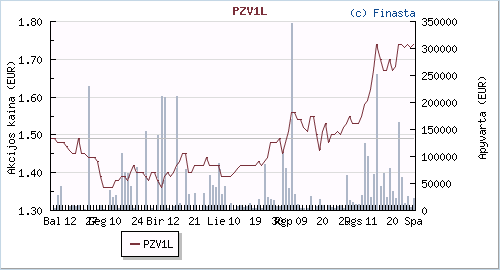 PZV1L
(c) Finasta
1.80
1.70
1.60
1.50
1.40
1.30
Akcijos kaina (EUR)
350000
300000
250000
200000
150000
100000
50000
0
Apyvarta (EUR)
Bal 12 Geg 10 24 Bir 12 21 Lie 10 19 Rgp 09 20 Rgs 11 20 Spa
PZV1L